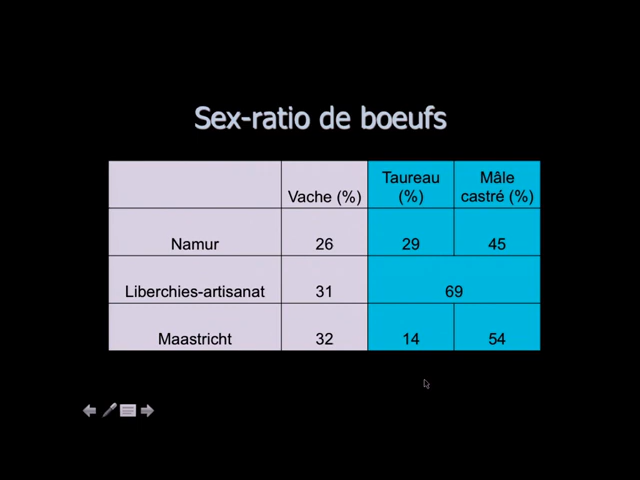 Sex-ratio de boeufs
Vache (%)
Taureau
(%)
Mâle
castré (%)
Namur 26 29 45
Liberchies-artisanat 31 69
Maastricht 32 14 54